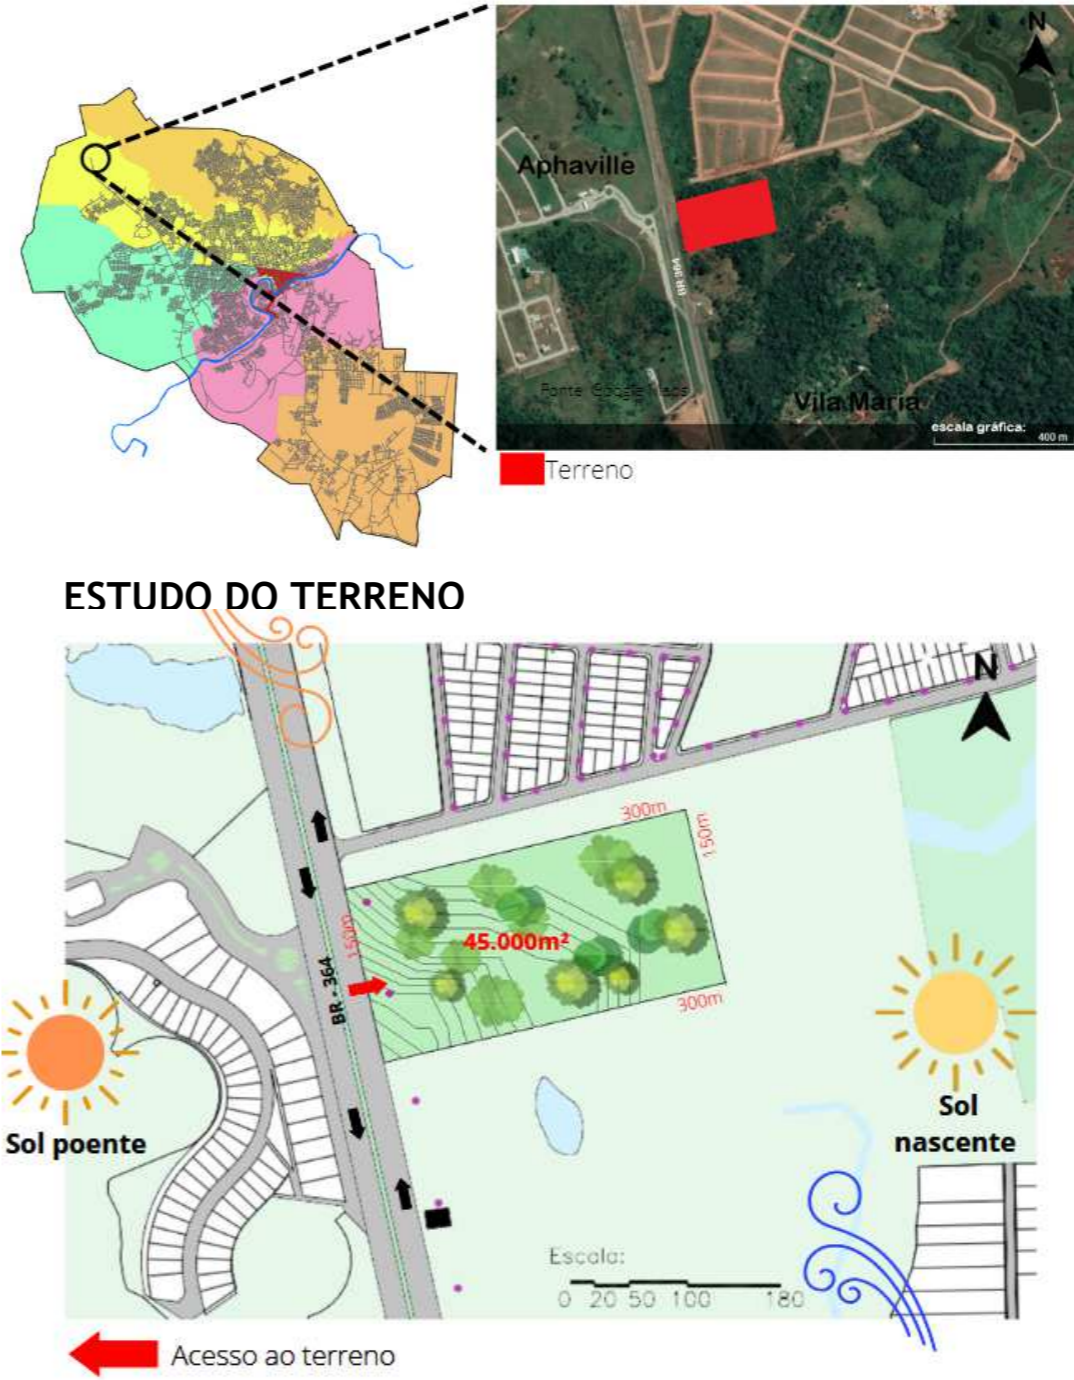 N
Aphaville
BR-364
Fonte: Google Maps
Vila Maria
escala gráfica:
400 m
Terreno
ESTUDO DO TERRENO
N
300m
150m
150m
45.000m²
BR - 364
300m
Sol poente
Sol
nascente
Escala:
0 20 50 100 180
Acesso ao terreno